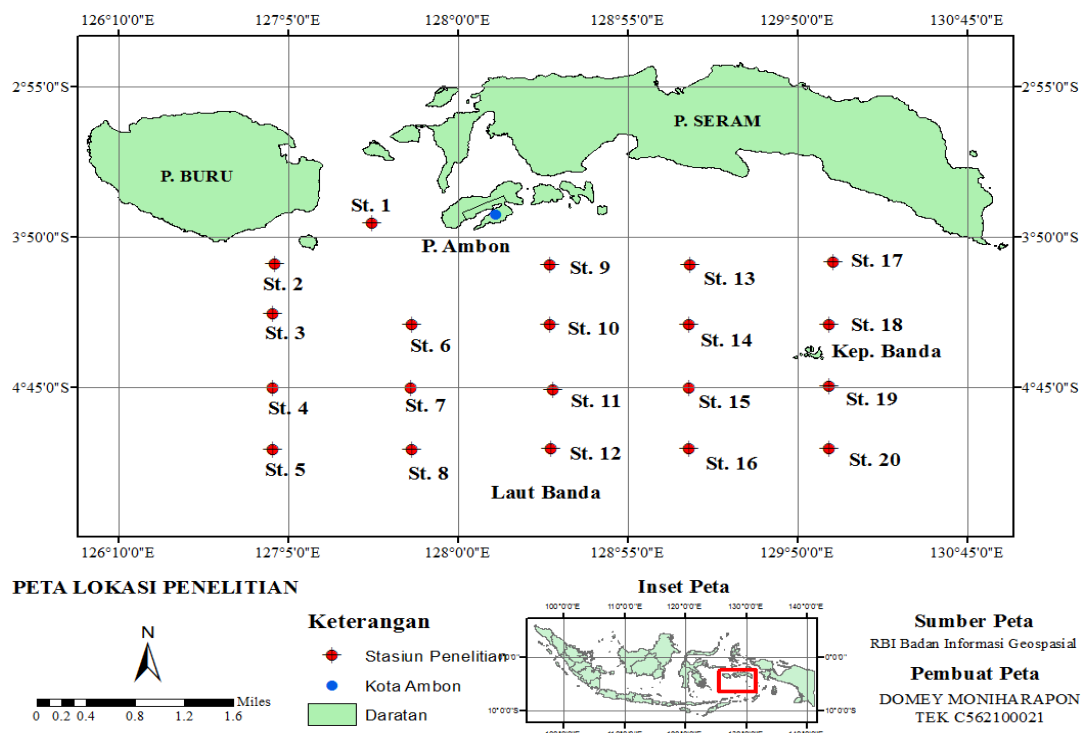 126°10'0"E 127°5'0"E 128°0'0"E 128°55'0"E 129°50'0"E 130°45'0"E
2°55'0"S 2°55'0"S
P. SERAM
P. BURU
St. 1
3°50'0"S 3°50'0"S
P. Ambon
St. 2
St. 9
St. 13
St. 17
St. 3
St. 6
St. 10
St. 14
St. 18
Kep. Banda
4°45'0"S 4°45'0"S
St. 4
St. 7
St. 11
St. 15
St. 19
St. 5
St. 8
St. 12
St. 16
St. 20
Laut Banda
126°10'0"E 127°5'0"E 128°0'0"E 128°55'0"E 129°50'0"E 130°45'0"E
PETA LOKASI PENELITIAN
N
Miles
0 0.2 0.4 0.8 1.2 1.6
Keterangan
Stasiun Penelitian
Kota Ambon
Daratan
Inset Peta
Sumber Peta
RBI Badan Informasi Geospasial
Pembuat Peta
DOMEY MONIHARAPON
TEK C562100021